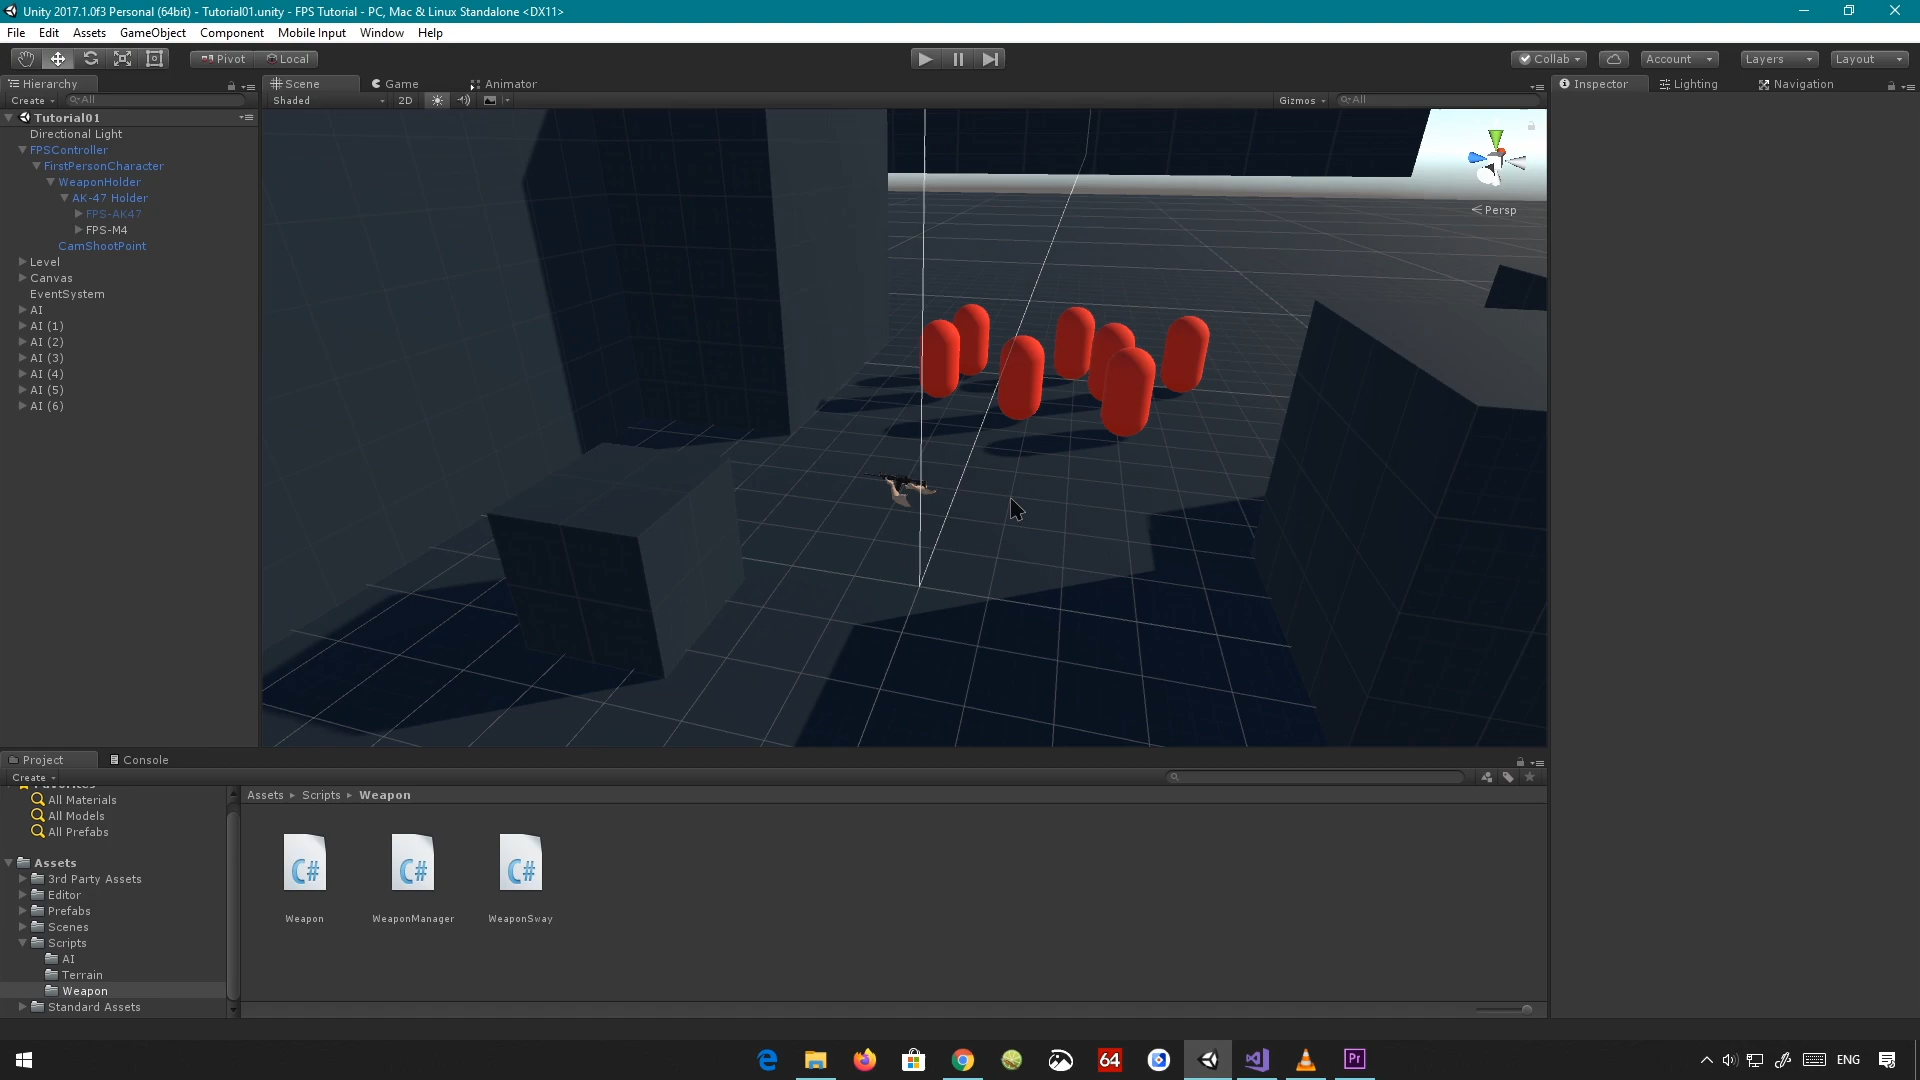 Unity 2017.1.0f3 Personal (64bit) - Tutorial01.unity - FPS Tutorial - PC, Mac & Linux Standalone <DX11>
File Edit Assets GameObject Component Mobile Input Window Help
Pivot Local Collab Account Layers Layout
Hierarchy Scene Game Animator Inspector Lighting Navigation
Create All Shaded 2D Gizmos All
Tutorial01
Directional Light
FPSController
FirstPersonCharacter
WeaponHolder
AK-47 Holder
FPS-AK47
FPS-M4
CamShootPoint
Level
Canvas
EventSystem
AI
AI (1)
AI (2)
AI (3)
AI (4)
AI (5)
AI (6)
Persp
Project Console
Create
Favorites
All Materials
All Models
All Prefabs
Assets
3rd Party Assets
Editor
Prefabs
Scenes
Scripts
AI
Terrain
Weapon
Standard Assets
Assets Scripts Weapon
C# C# C#
Weapon WeaponManager WeaponSway
64 Pr ENG